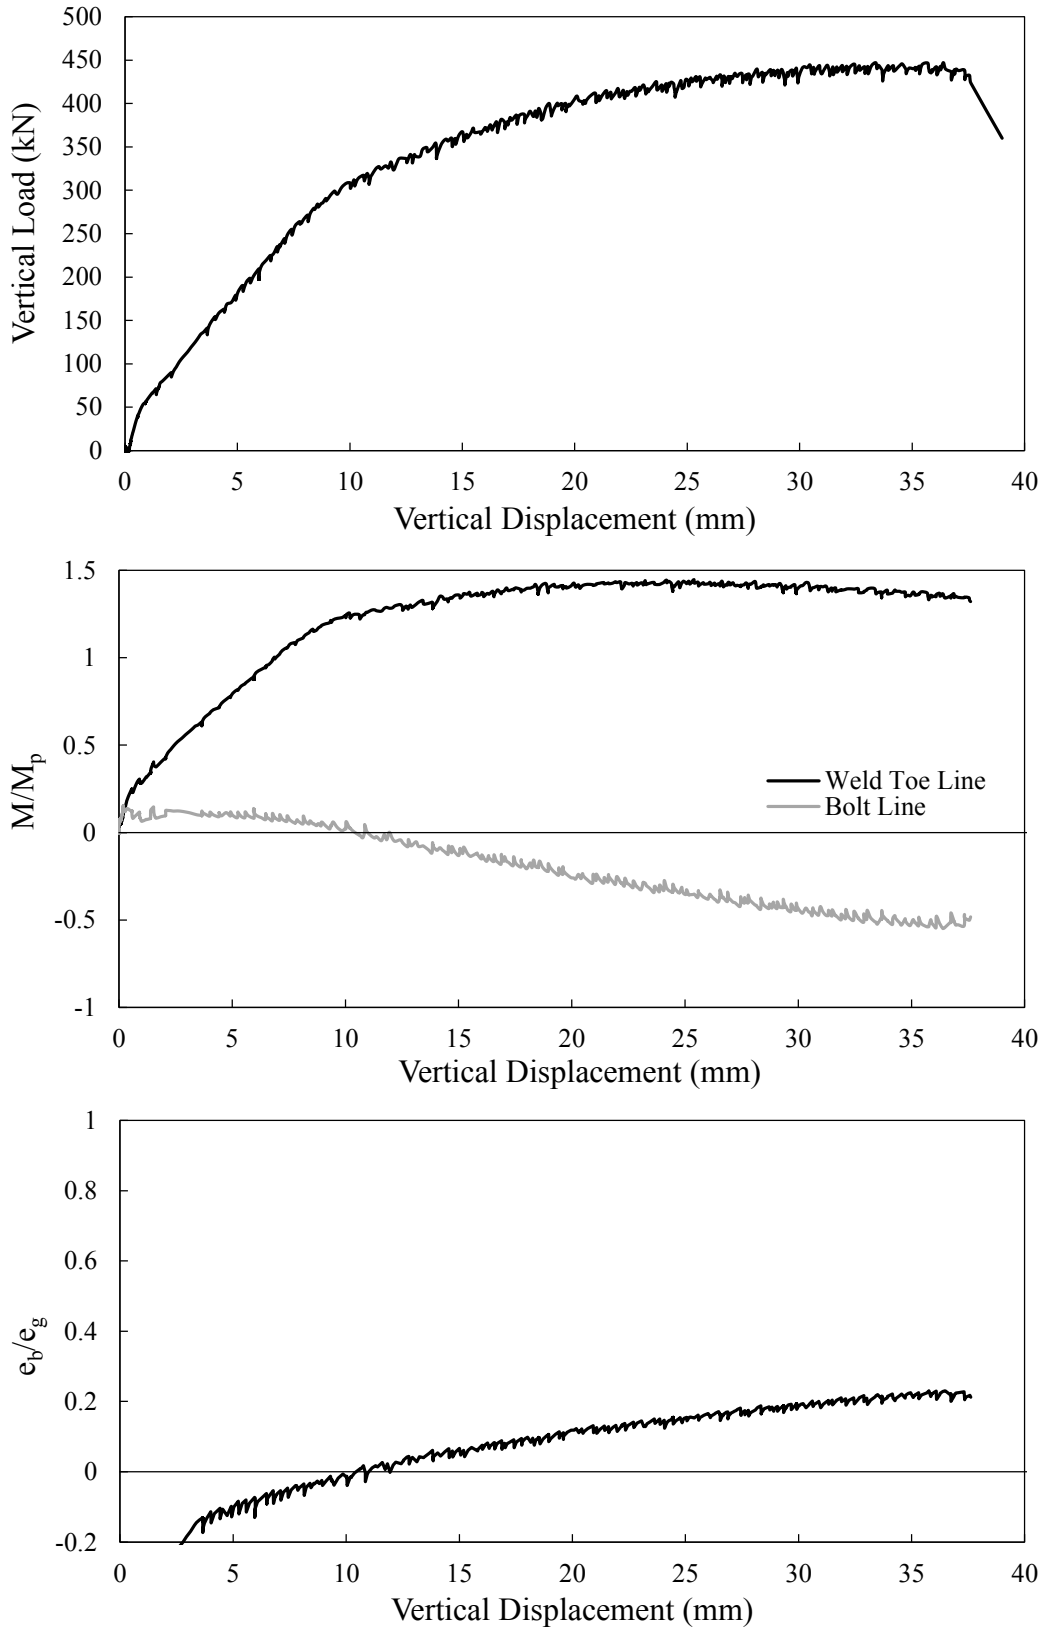 Vertical Load (kN)
500
450
400
350
300
250
200
150
100
50
0
0 5 10 15 20 25 30 35 40
Vertical Displacement (mm)
M/Mp
1.5
1
0.5
0
-0.5
-1
Weld Toe Line
Bolt Line
0 5 10 15 20 25 30 35 40
Vertical Displacement (mm)
eb/eg
1
0.8
0.6
0.4
0.2
0
-0.2
0 5 10 15 20 25 30 35 40
Vertical Displacement (mm)